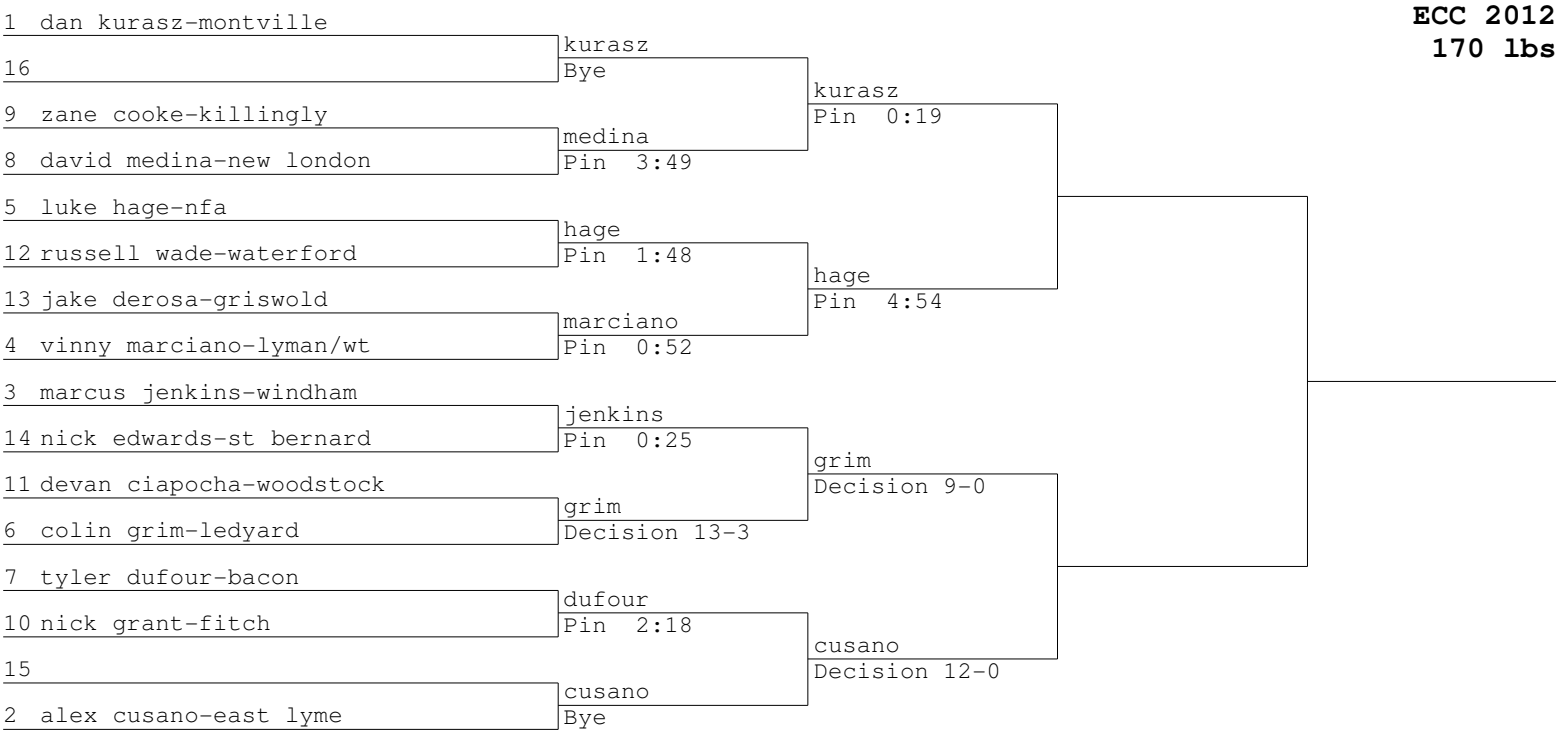 ECC 2012
170 lbs
1 dan kurasz-montville
kurasz
16
Bye
kurasz
9 zane cooke-killingly
Pin 0:19
medina
8 david medina-new london
Pin 3:49
5 luke hage-nfa
hage
12 russell wade-waterford
Pin 1:48
hage
13 jake derosa-griswold
Pin 4:54
marciano
4 vinny marciano-lyman/wt
Pin 0:52
3 marcus jenkins-windham
jenkins
14 nick edwards-st bernard
Pin 0:25
grim
11 devan ciapocha-woodstock
Decision 9-0
grim
6 colin grim-ledyard
Decision 13-3
7 tyler dufour-bacon
dufour
10 nick grant-fitch
Pin 2:18
cusano
15
Decision 12-0
cusano
2 alex cusano-east lyme
Bye